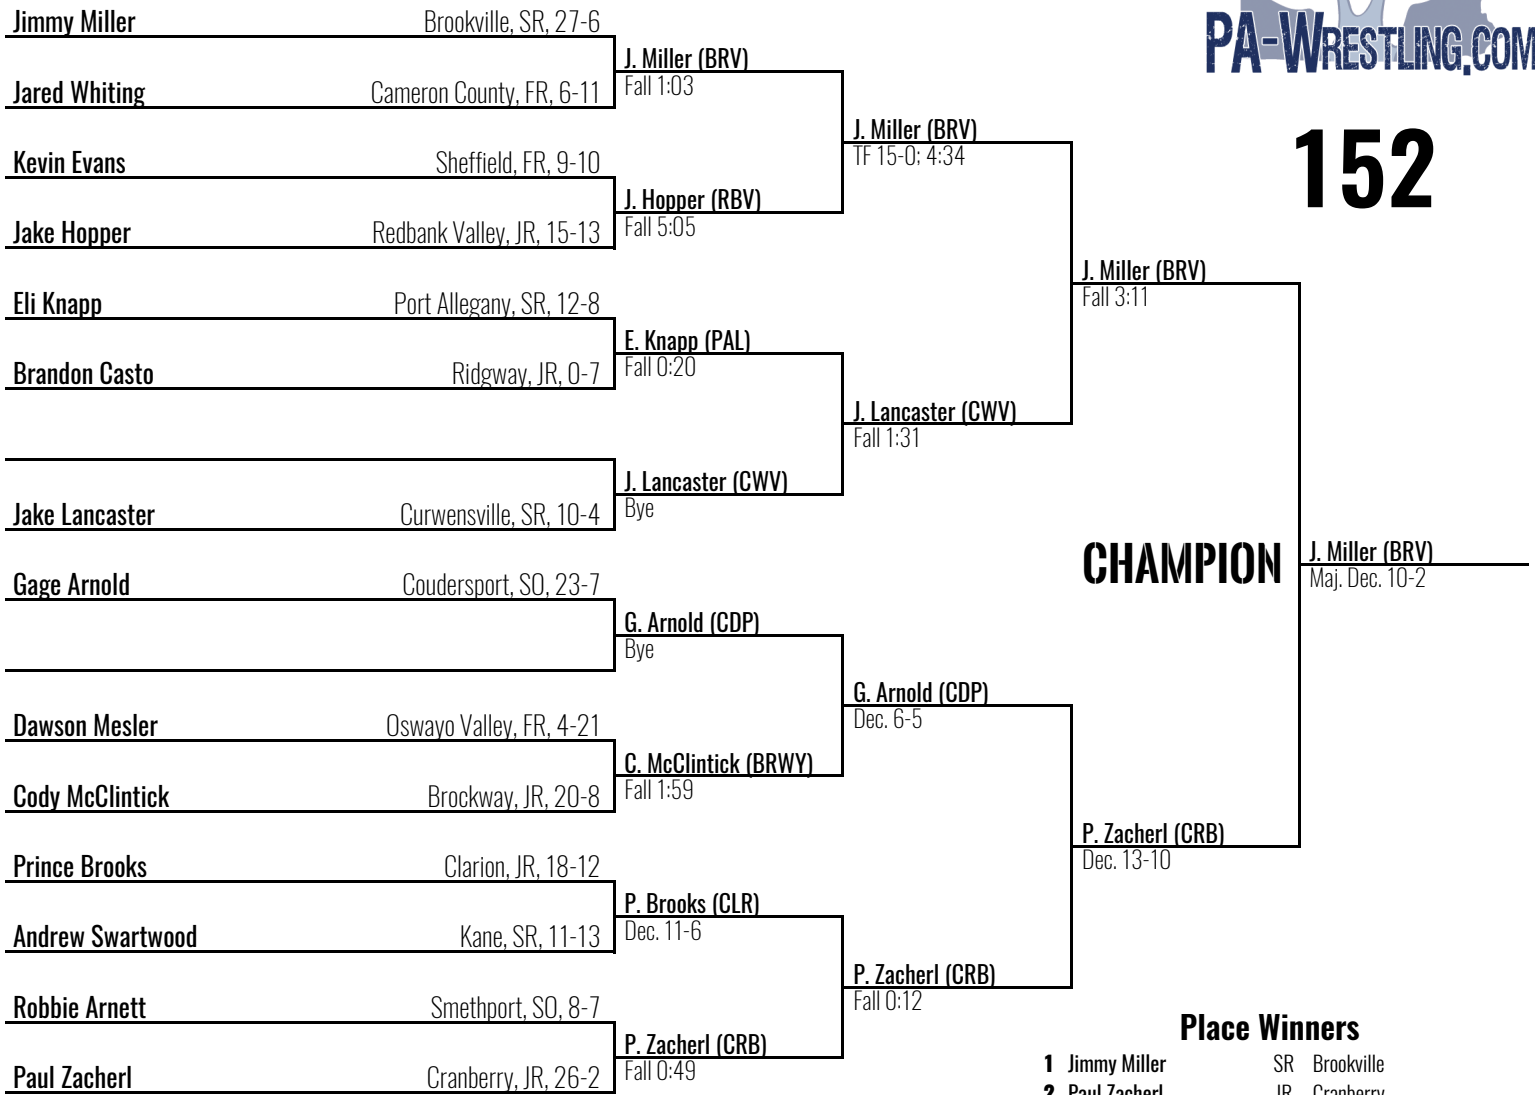 PA-WRESTLING.COM
152
Jimmy Miller Brookville, SR, 27-6
J. Miller (BRV)
Fall 1:03
Jared Whiting Cameron County, FR, 6-11
J. Miller (BRV)
TF 15-0; 4:34
Kevin Evans Sheffield, FR, 9-10
J. Hopper (RBV)
Fall 5:05
Jake Hopper Redbank Valley, JR, 15-13
J. Miller (BRV)
Fall 3:11
Eli Knapp Port Allegany, SR, 12-8
E. Knapp (PAL)
Fall 0:20
Brandon Casto Ridgway, JR, 0-7
J. Lancaster (CWV)
Fall 1:31
J. Lancaster (CWV)
Bye
Jake Lancaster Curwensville, SR, 10-4
CHAMPION
J. Miller (BRV)
Maj. Dec. 10-2
Gage Arnold Coudersport, SO, 23-7
G. Arnold (CDP)
Bye
G. Arnold (CDP)
Dec. 6-5
Dawson Mesler Oswayo Valley, FR, 4-21
C. McClintick (BRWY)
Fall 1:59
Cody McClintick Brockway, JR, 20-8
P. Zacherl (CRB)
Dec. 13-10
Prince Brooks Clarion, JR, 18-12
P. Brooks (CLR)
Dec. 11-6
Andrew Swartwood Kane, SR, 11-13
P. Zacherl (CRB)
Fall 0:12
Robbie Arnett Smethport, SO, 8-7
P. Zacherl (CRB)
Fall 0:49
Paul Zacherl Cranberry, JR, 26-2
Place Winners
1 Jimmy Miller SR Brookville
2 Paul Zacherl JR Cranberry